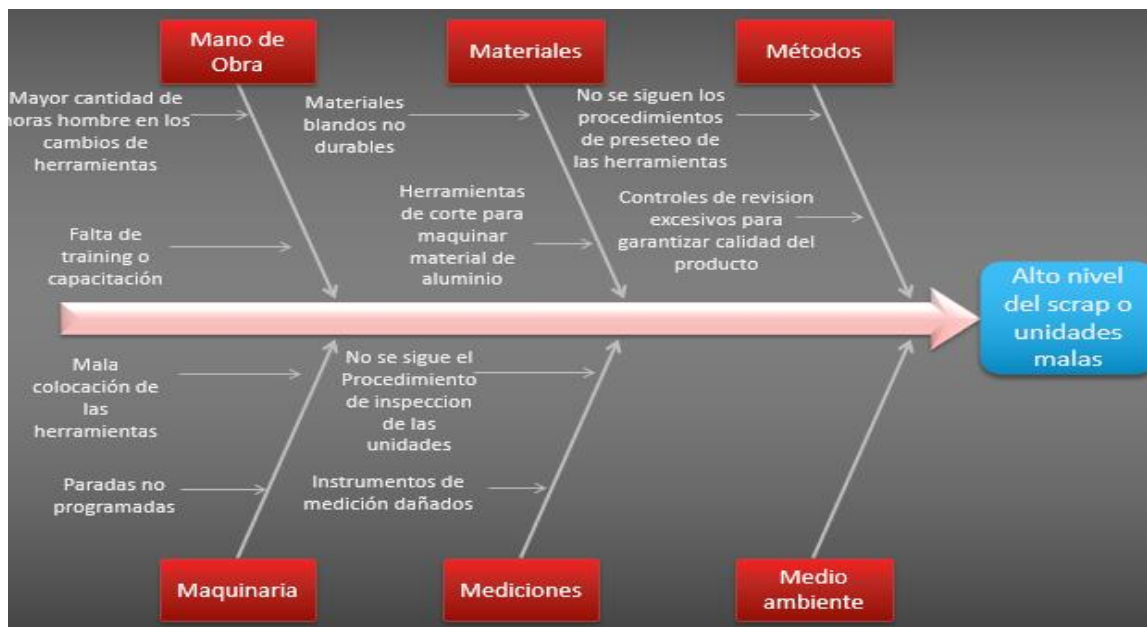 Mano de
Obra
Materiales
Métodos
Mayor cantidad de
horas hombre en los
cambios de
herramientas
Materiales
blandos no
durables
No se siguen los
procedimientos
de preseteo de
las herramientas
Falta de
training o
capacitación
Herramientas
de corte para
maquinar
material de
aluminio
Controles de revision
excesivos para
garantizar calidad del
producto
Alto nivel
del scrap o
unidades
malas
Mala
colocación de
las
herramientas
No se sigue el
Procedimiento
de inspeccion
de las
unidades
Paradas no
programadas
Instrumentos de
medición dañados
Maquinaria
Mediciones
Medio
ambiente